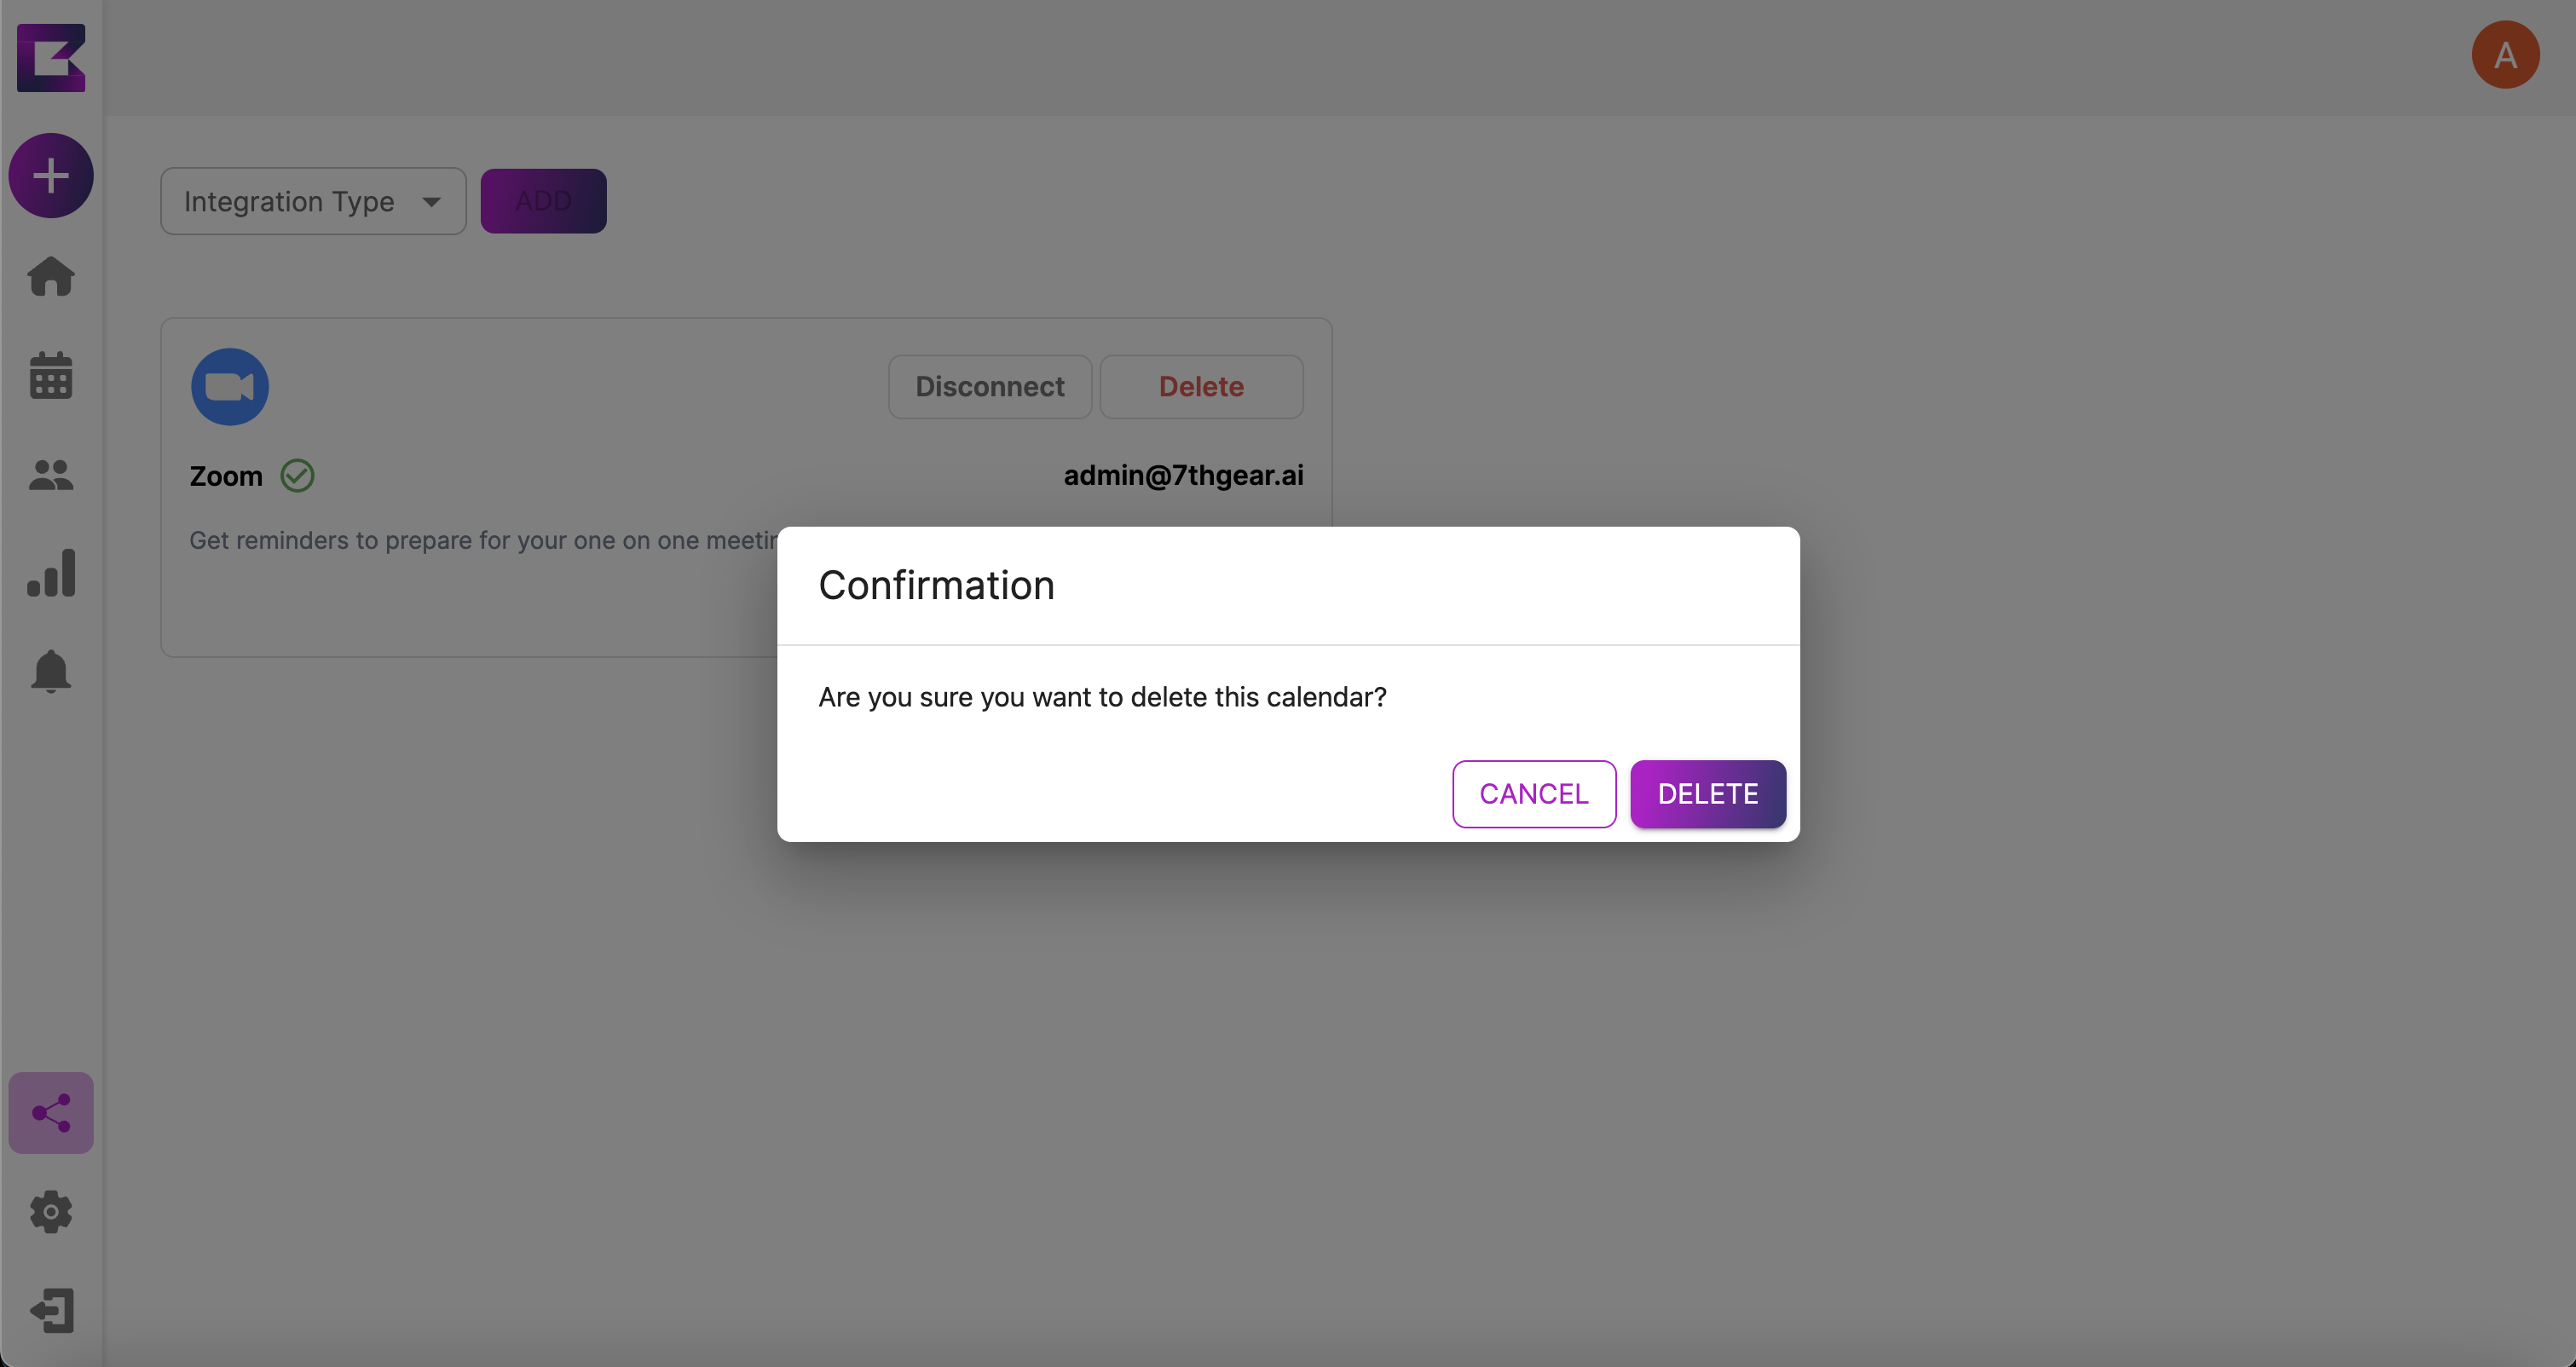 A
Integration Type
ADD
Disconnect
Delete
Zoom
admin@7thgear.ai
Get reminders to prepare for your one on one
Confirmation
Are you sure you want to delete this calendar?
CANCEL
DELETE